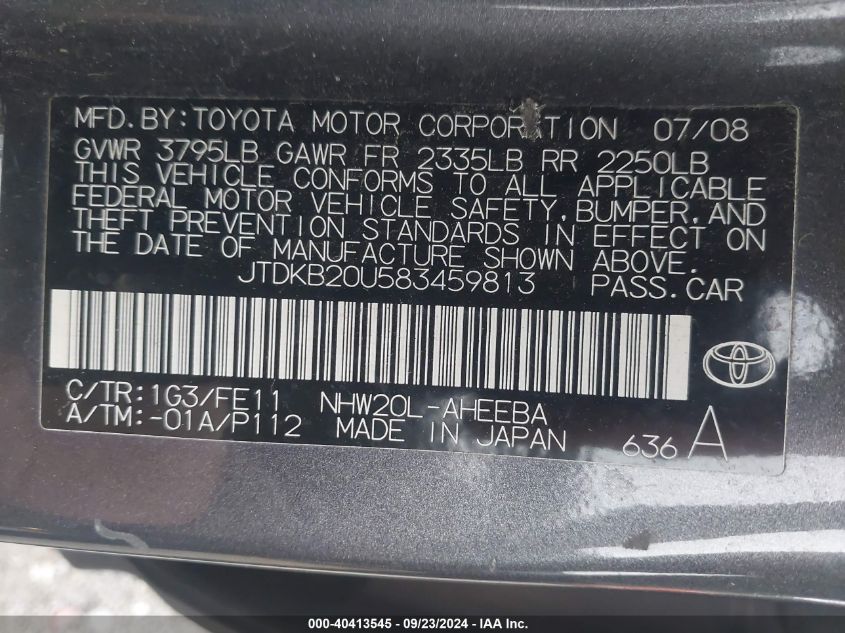 MFD.BY:TOYOTA MOTOR CORPORATION 07/08
GVWR 3795LB GAWR FR 2335LB RR 2250LB
THIS VEHICLE CONFORMS TO ALL APPLICABLE
FEDERAL MOTOR VEHICLE SAFETY,BUMPER,AND
THEFT PREVENTION STANDARDS IN EFFECT ON
THE DATE OF MANUFACTURE SHOWN ABOVE.
JTDKB20U583459813 PASS.CAR
C/TR:1G3/FE11 NHW20L-AHEEBA
A/TM:-01A/P112 MADE IN JAPAN 636 A
000-40413545 - 09/23/2024 - IAA Inc.